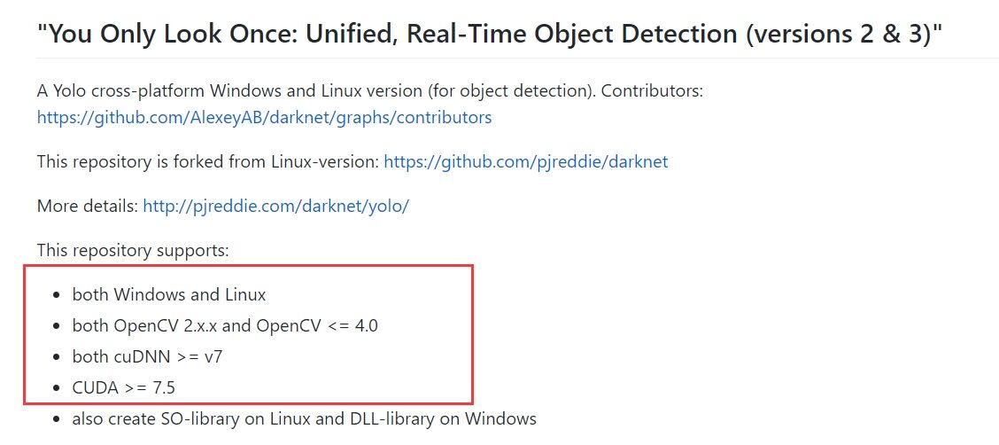 "You Only Look Once: Unified, Real-Time Object Detection (versions 2 & 3)"
A Yolo cross-platform Windows and Linux version (for object detection). Contributors:
https://github.com/AlexeyAB/darknet/graphs/contributors
This repository is forked from Linux-version: https://github.com/pjreddie/darknet
More details: http://pjreddie.com/darknet/yolo/
This repository supports:
• both Windows and Linux
• both OpenCV 2.x.x and OpenCV <= 4.0
• both cuDNN >= v7
• CUDA >= 7.5
• also create SO-library on Linux and DLL-library on Windows